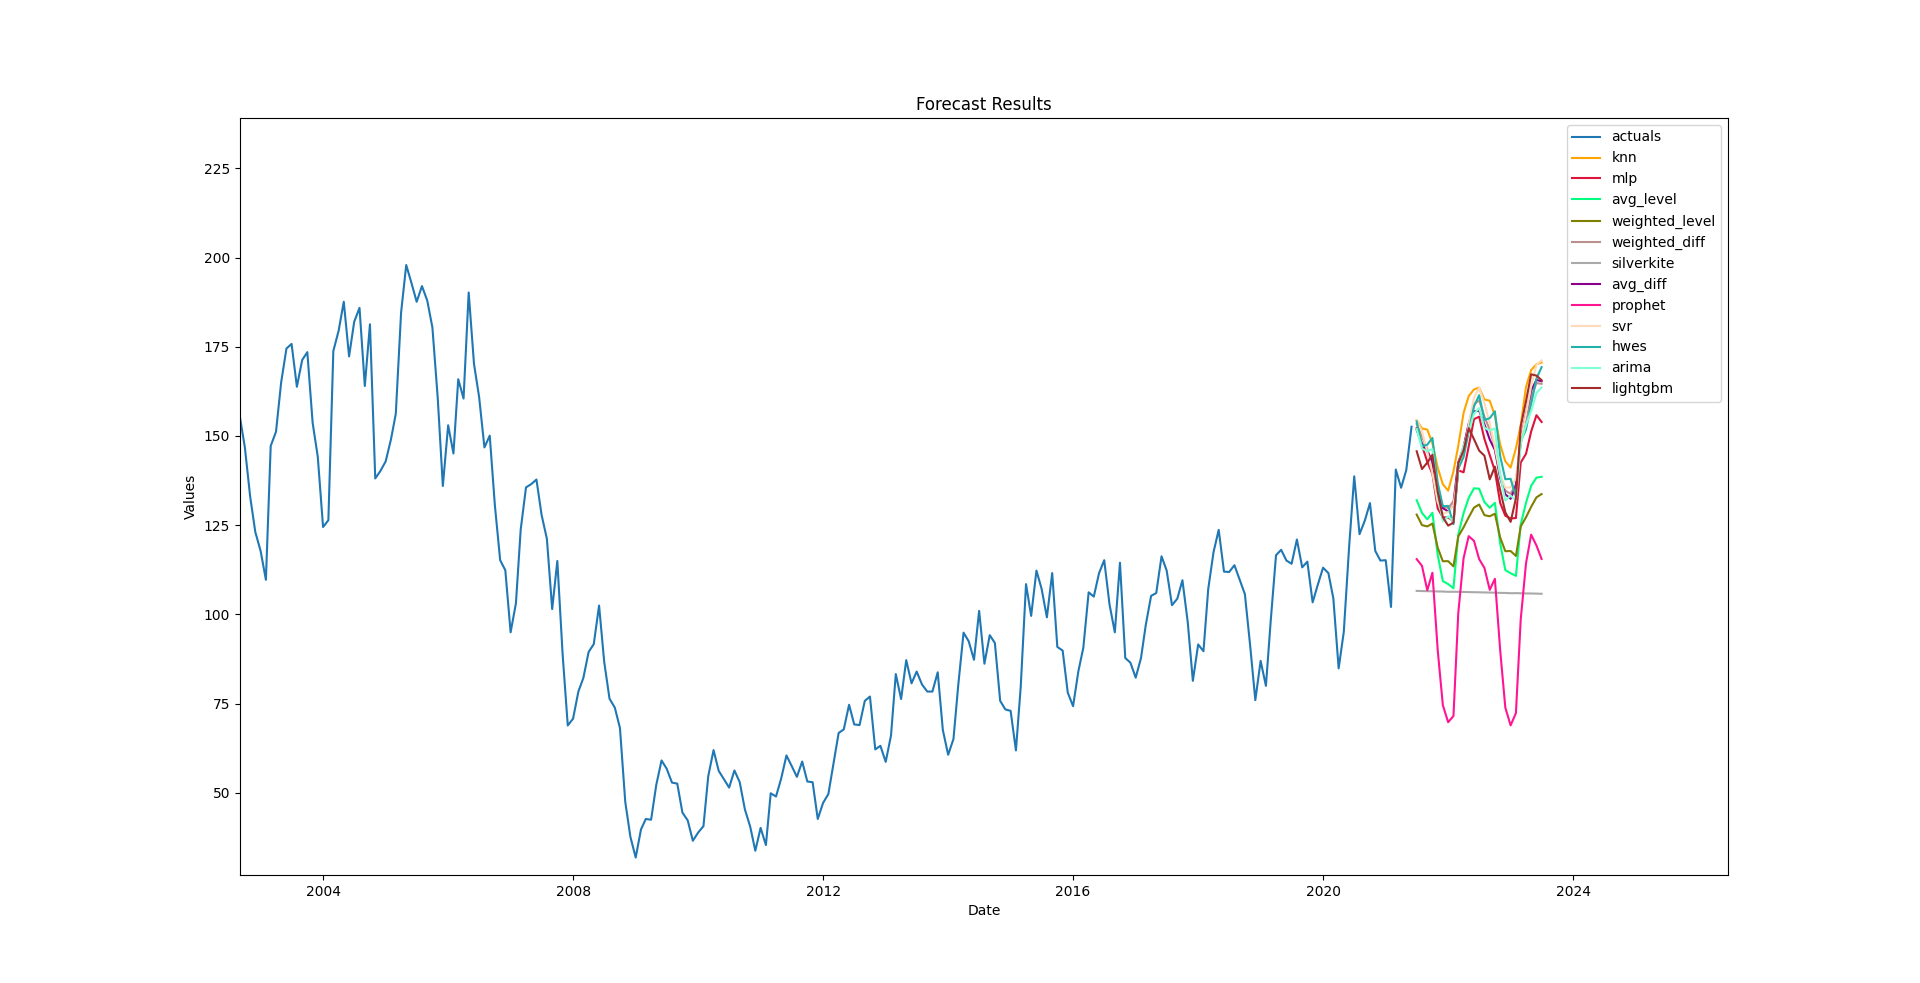 Forecast Results
225
200
175
150
125
100
75
50
Values
2004
2008
2012
2016
2020
2024
Date
actuals
knn
mlp
avg_level
weighted_level
weighted_diff
silverkite
avg_diff
prophet
svr
hwes
arima
lightgbm